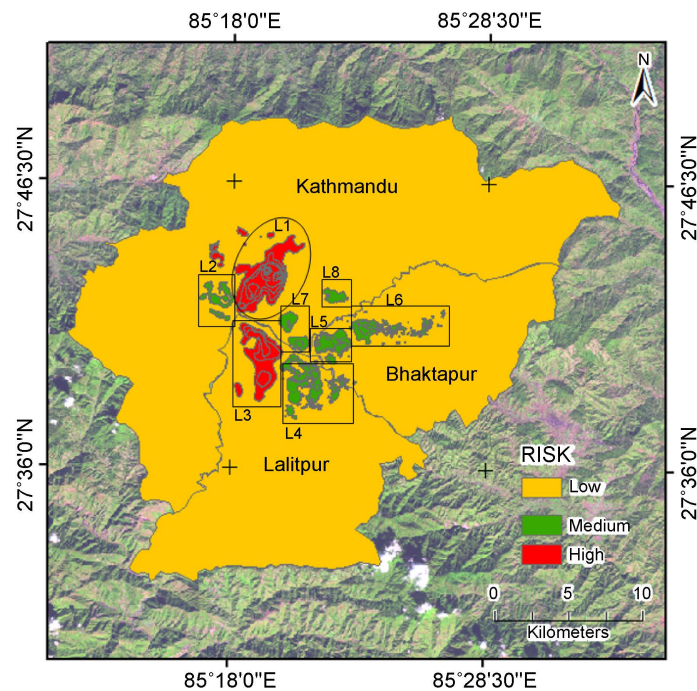 85°18'0"E
85°28'30"E
N
27°46'30"N
27°46'30"N
Kathmandu
L1
L2
L8
L7
L6
L5
Bhaktapur
L3
L4
Lalitpur
27°36'0"N
27°36'0"N
RISK
Low
Medium
High
0 5 10
Kilometers
85°18'0"E
85°28'30"E